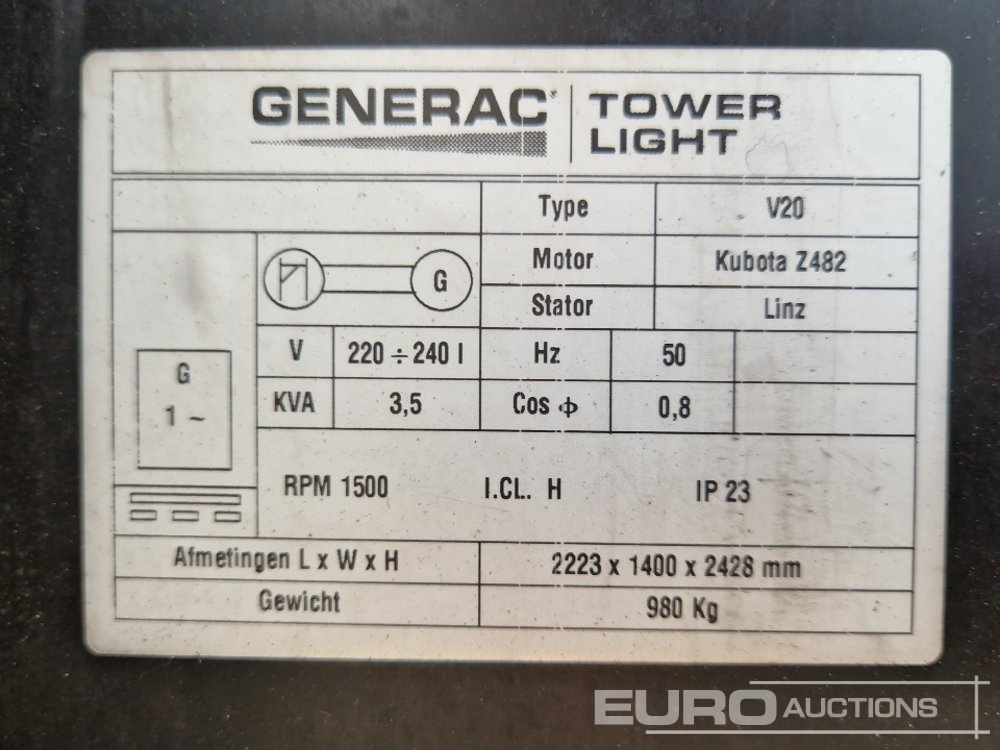 GENERAC® TOWER LIGHT
Type V20
Motor Kubota Z482
G
Stator Linz
V 220 ÷ 240 I Hz 50
G
1 ~
KVA 3,5 Cos ϕ 0,8
RPM 1500 I.CL. H IP 23
Afmetingen L x W x H 2223 x 1400 x 2428 mm
Gewicht 980 Kg
EURO AUCTIONS